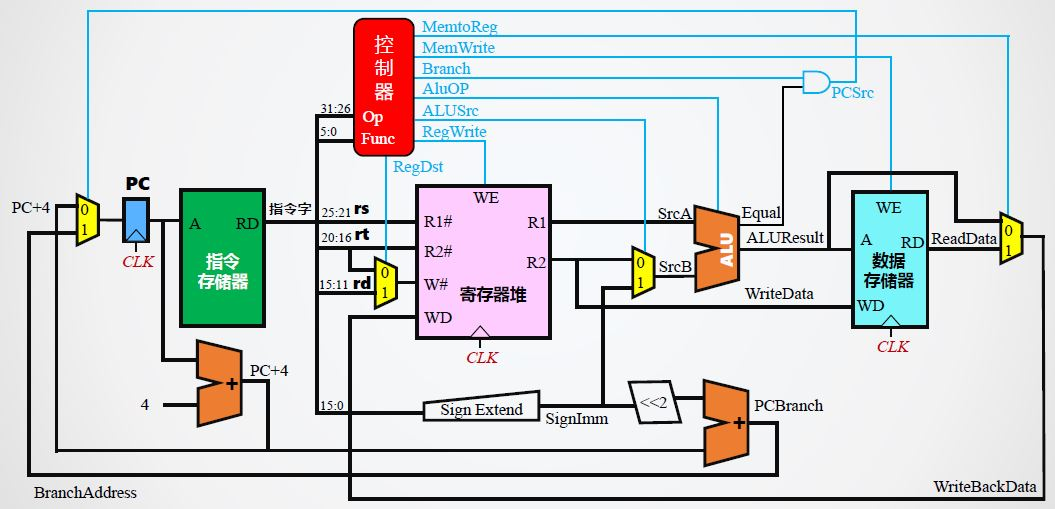 MemtoReg
控制器
MemWrite
Branch
PCSrc
AluOP
31:26
Op
ALUSrc
5:0
Func
RegWrite
RegDst
PC
WE
WE
PC+4
0
1
A
RD
指令字
25:21 rs
R1#
R1
SrcA
Equal
CLK
指令存储器
20:16 rt
R2#
R2
0
1
SrcB
ALU
ALUResult
A
RD
ReadData
0
1
数据存储器
15:11 rd
0
1
W#
寄存器堆
WriteData
WD
WD
CLK
CLK
PC+4
+
4
15:0
Sign Extend
SignImm
<<2
PCBranch
+
BranchAddress
WriteBackData